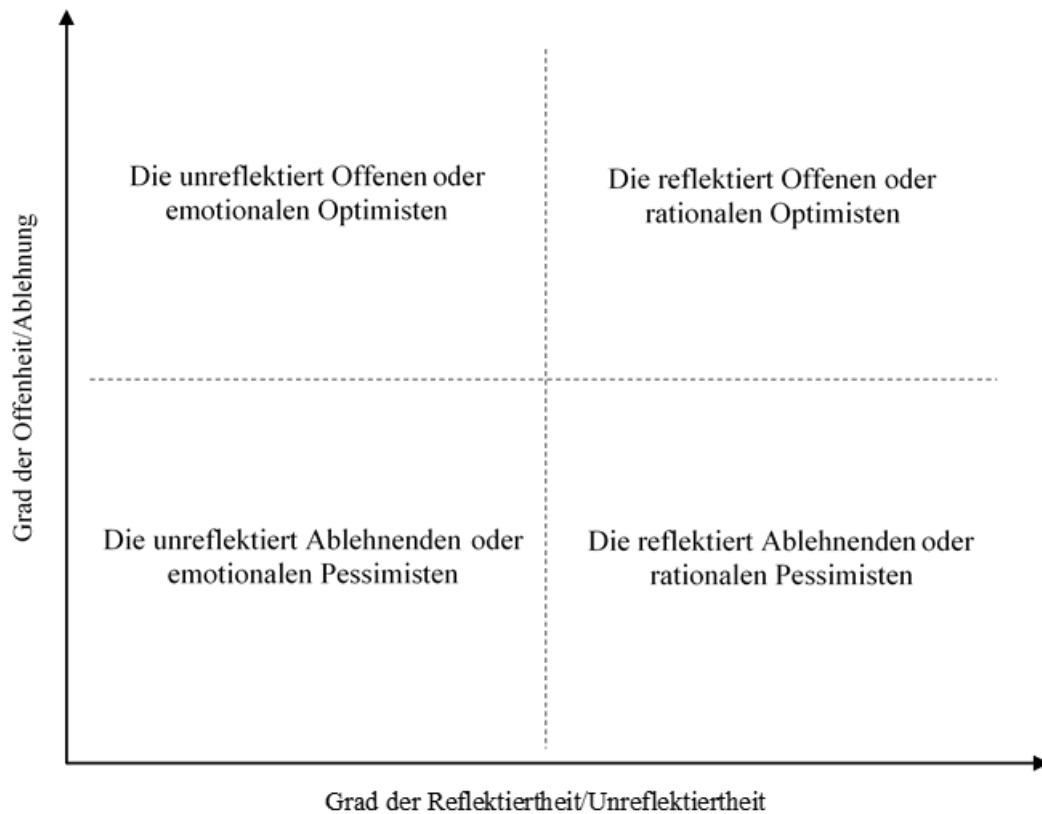 Die unreflektiert Offenen oder
emotionalen Optimisten
Die reflektiert Offenen oder
rationalen Optimisten
Grad der Offenheit/Ablehnung
Die unreflektiert Ablehnenden oder
emotionalen Pessimisten
Die reflektiert Ablehnenden oder
rationalen Pessimisten
Grad der Reflektiertheit/Unreflektiertheit